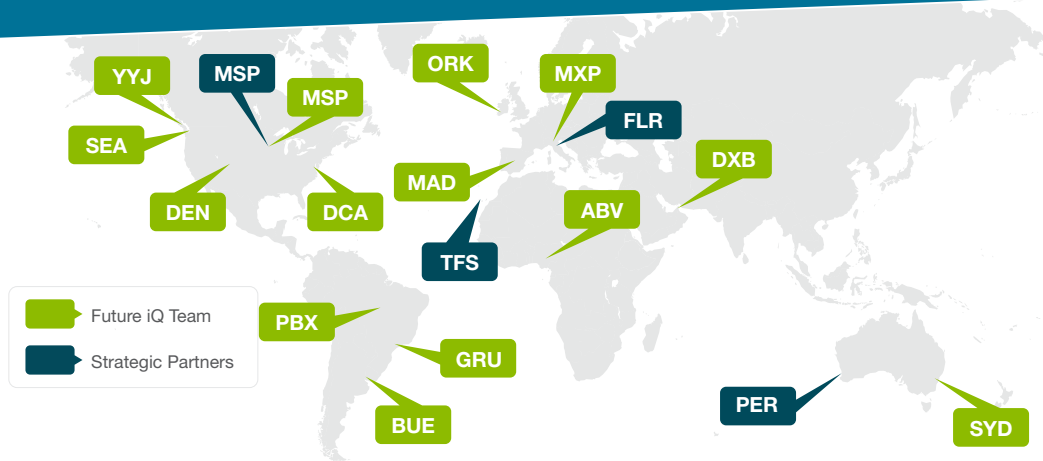 YYJ
MSP
MSP
SEA
DEN
DCA
ORK
MXP
FLR
MAD
DXB
ABV
TFS
Future iQ Team
Strategic Partners
PBX
GRU
BUE
PER
SYD